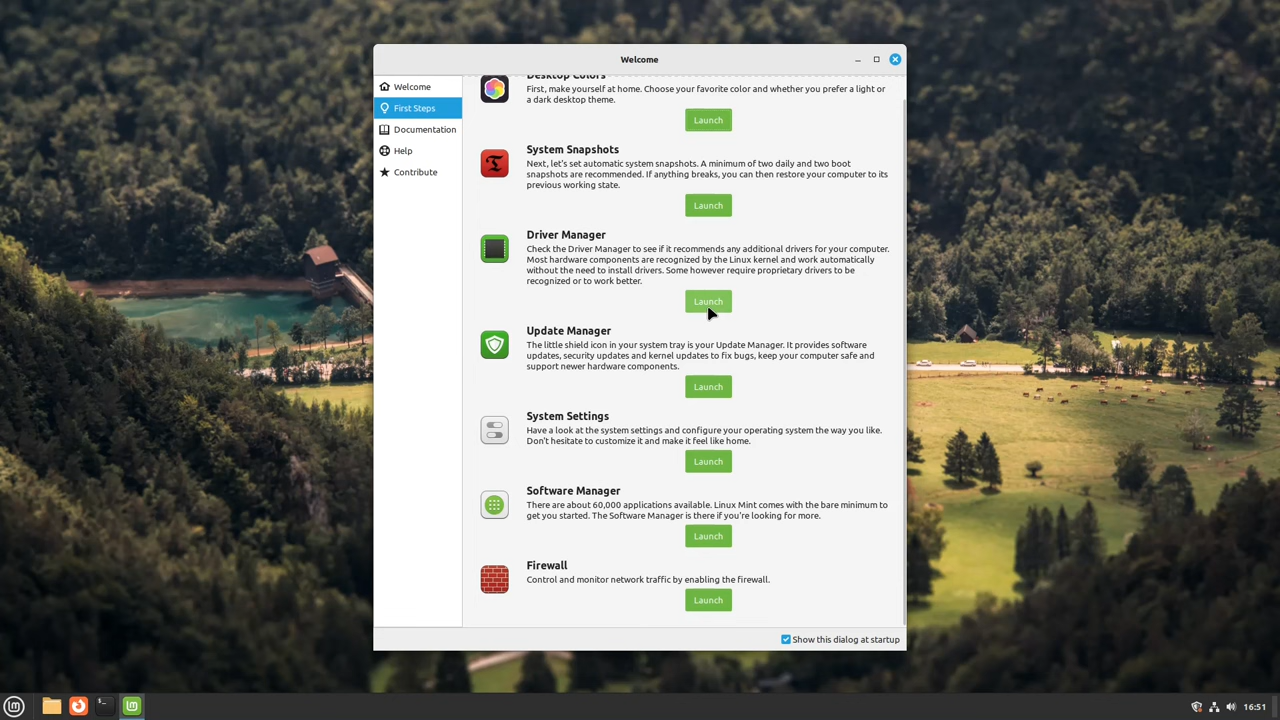 Welcome
Welcome
First Steps
Documentation
Help
Contribute
Desktop Colors
First, make yourself at home. Choose your favorite color and whether you prefer a light or
a dark desktop theme.
Launch
System Snapshots
Next, let's set automatic system snapshots. A minimum of two daily and two boot
snapshots are recommended. If anything breaks, you can then restore your computer to its
previous working state.
Launch
Driver Manager
Check the Driver Manager to see if it recommends any additional drivers for your computer.
Most hardware components are recognized by the Linux kernel and work automatically
without the need to install drivers. Some however require proprietary drivers to be
recognized or to work better.
Launch
Update Manager
The little shield icon in your system tray is your Update Manager. It provides software
updates, security updates and kernel updates to fix bugs, keep your computer safe and
support newer hardware components.
Launch
System Settings
Have a look at the system settings and configure your operating system the way you like.
Don't hesitate to customize it and make it feel like home.
Launch
Software Manager
There are about 60,000 applications available. Linux Mint comes with the bare minimum to
get you started. The Software Manager is there if you're looking for more.
Launch
Firewall
Control and monitor network traffic by enabling the firewall.
Launch
Show this dialog at startup
16:51